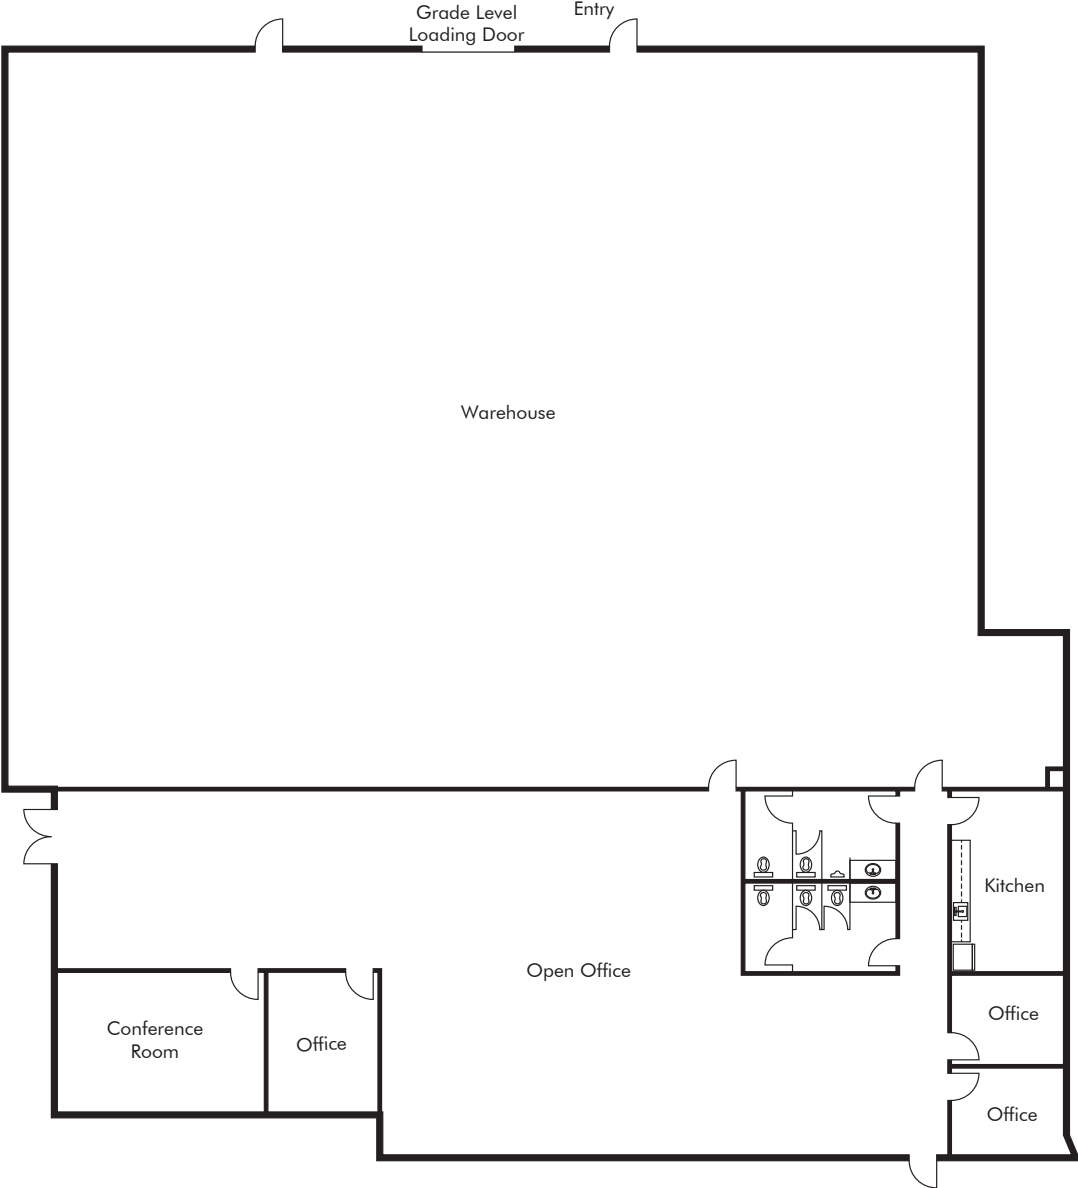 Grade Level
Loading Door
Entry
Warehouse
Kitchen
Open Office
Office
Conference
Room
Office
Office